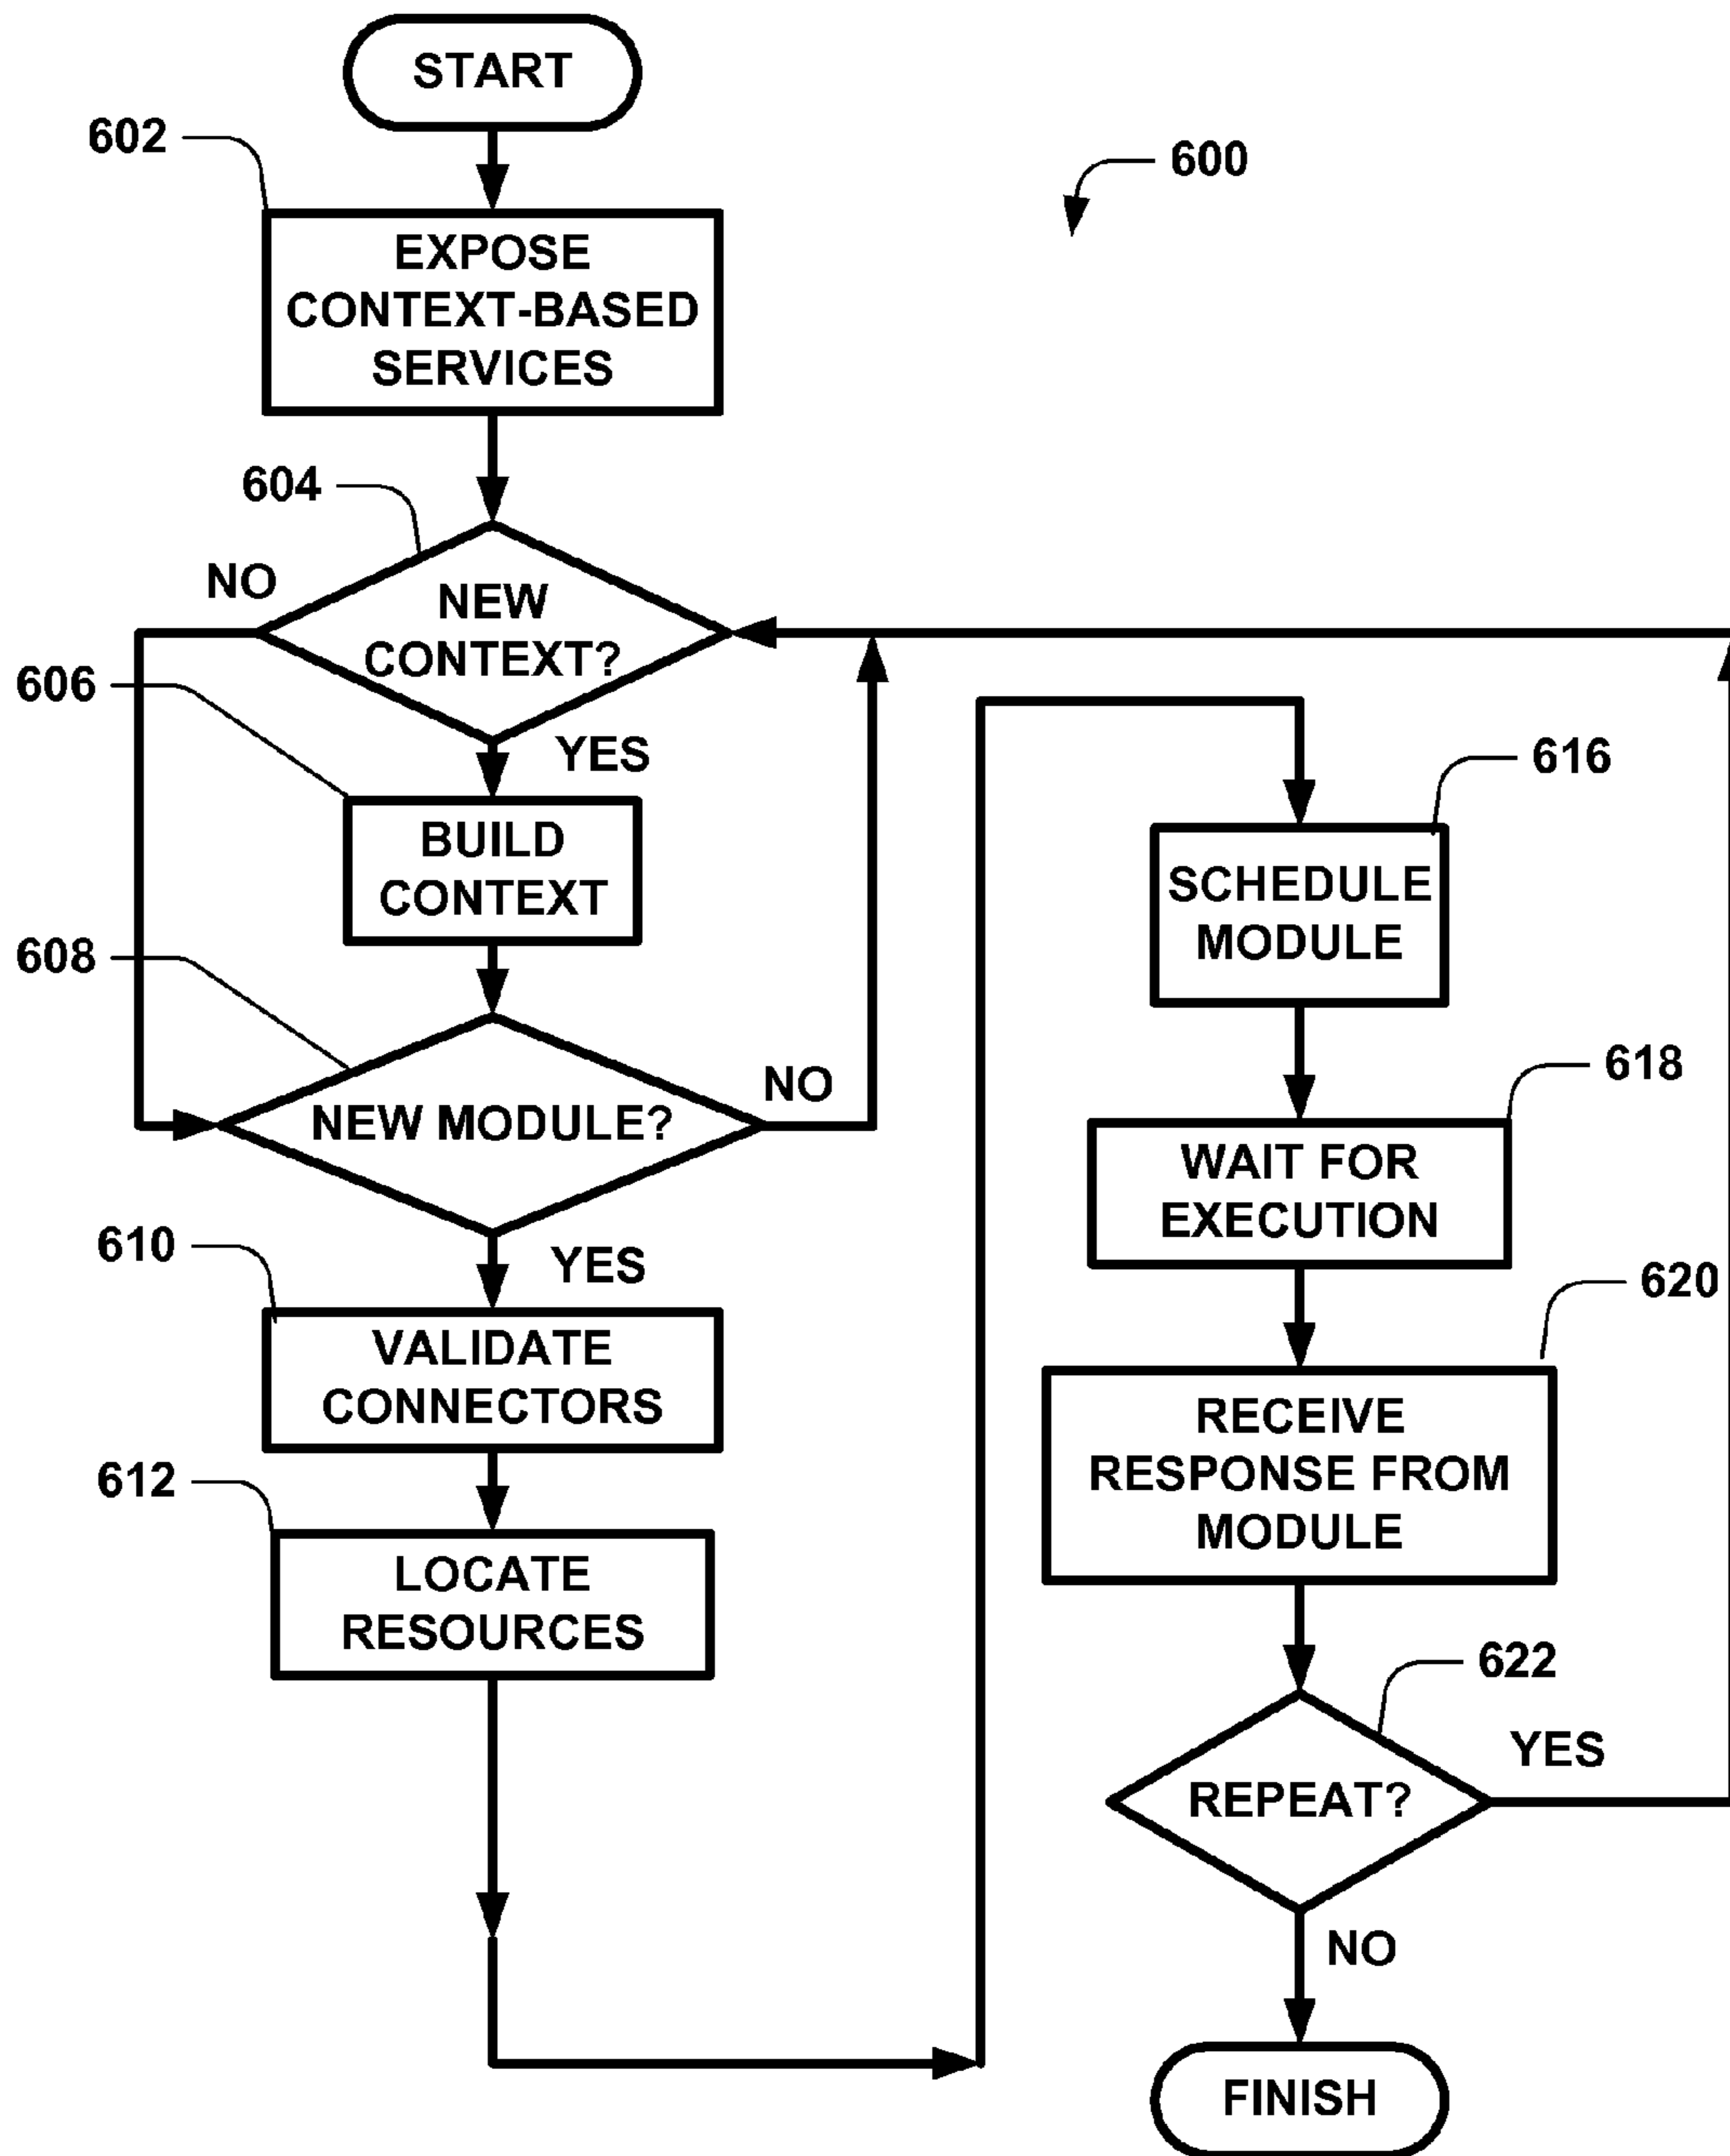 START
602
600
EXPOSE
CONTEXT-BASED
SERVICES
604
NO
NEW
CONTEXT?
606
YES
BUILD
CONTEXT
608
NEW MODULE?
NO
610
YES
VALIDATE
CONNECTORS
612
LOCATE
RESOURCES
616
SCHEDULE
MODULE
618
WAIT FOR
EXECUTION
620
RECEIVE
RESPONSE FROM
MODULE
622
YES
REPEAT?
NO
FINISH